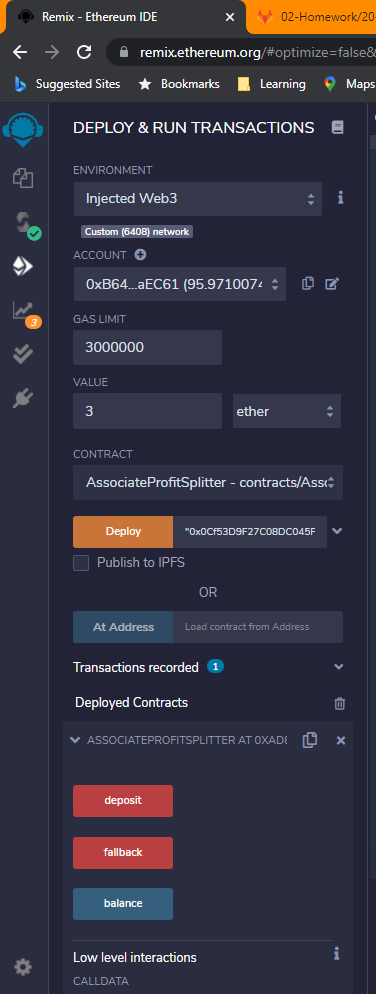 Remix - Ethereum IDE
02-Homework/20
remix.ethereum.org/#optimize=false&
Suggested Sites
Bookmarks
Learning
Maps
DEPLOY & RUN TRANSACTIONS
ENVIRONMENT
Injected Web3
Custom (6408) network
ACCOUNT
0xB64...aEC61 (95.9710074
GAS LIMIT
3000000
VALUE
3
ether
CONTRACT
AssociateProfitSplitter - contracts/Asso
Deploy
"0x0Cf53D9F27C08DC045F
Publish to IPFS
OR
At Address
Load contract from Address
Transactions recorded 1
3
Deployed Contracts
ASSOCIATEPROFITSPLITTER AT 0XAD8
deposit
fallback
balance
Low level interactions
CALLDATA